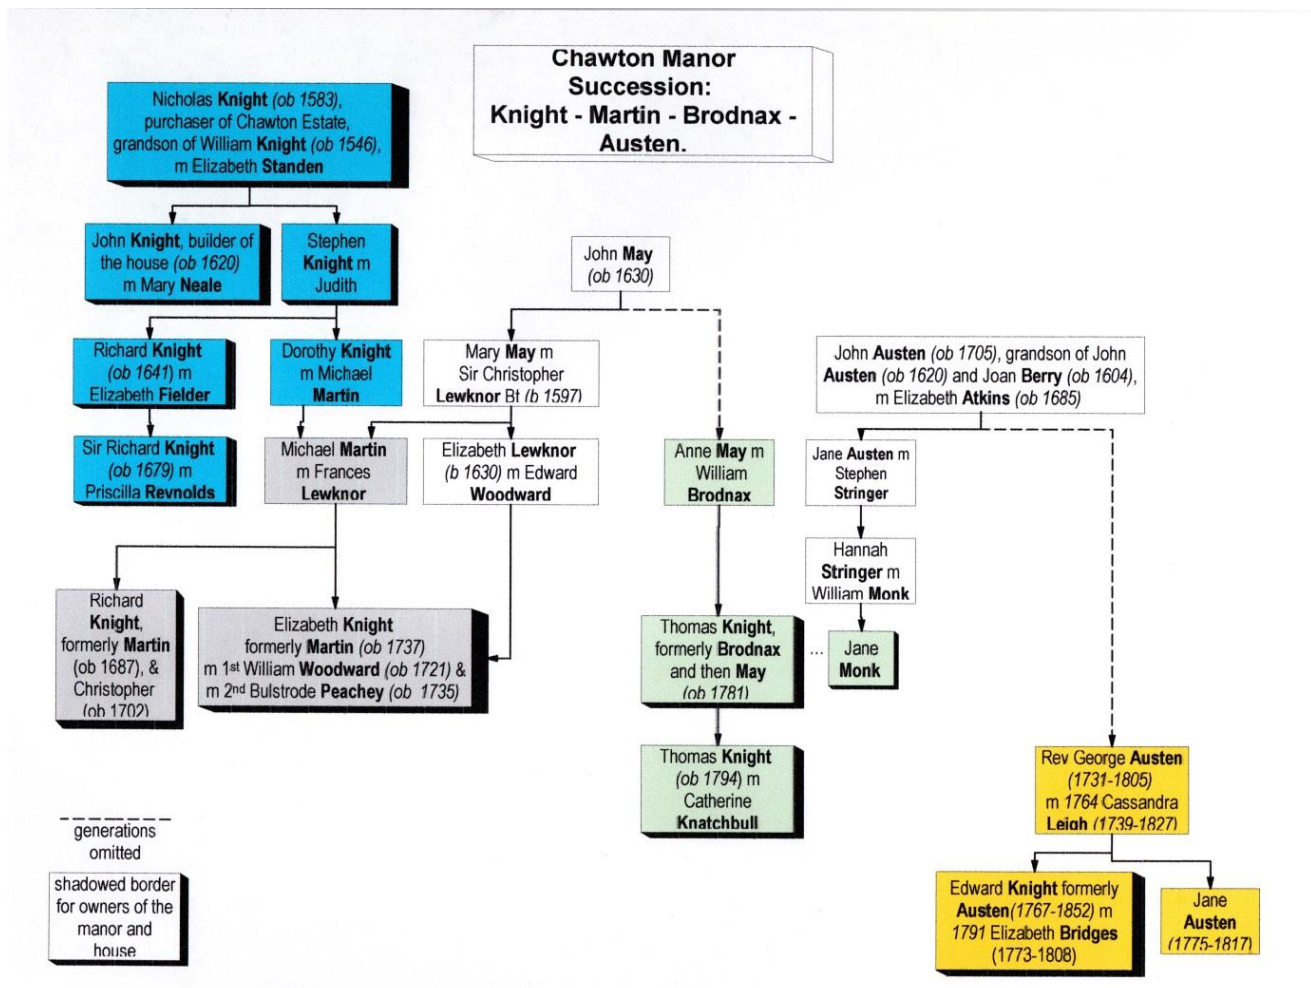 Chawton Manor
Succession:
Knight - Martin - Brodnax -
Austen.
Nicholas Knight (ob 1583),
purchaser of Chawton Estate,
grandson of William Knight (ob 1546),
m Elizabeth Standen
John Knight, builder of
the house (ob 1620)
m Mary Neale
Stephen
Knight m
Judith
John May
(ob 1630)
Richard Knight
(ob 1641) m
Elizabeth Fielder
Dorothy Knight
m Michael
Martin
Mary May m
Sir Christopher
Lewknor Bt (b 1597)
John Austen (ob 1705), grandson of John
Austen (ob 1620) and Joan Berry (ob 1604),
m Elizabeth Atkins (ob 1685)
Sir Richard Knight
(ob 1679) m
Priscilla Reynolds
Michael Martin
m Frances
Lewknor
Elizabeth Lewknor
(b 1630) m Edward
Woodward
Anne May m
William
Brodnax
Jane Austen m
Stephen
Stringer
Hannah
Stringer m
William Monk
Richard
Knight,
formerly Martin
(ob 1687), &
Christopher
(ob 1702)
Elizabeth Knight
formerly Martin (ob 1737)
m 1st William Woodward (ob 1721) &
m 2nd Bulstrode Peachey (ob 1735)
Thomas Knight,
formerly Brodnax
and then May
(ob 1781)
...
Jane
Monk
Thomas Knight
(ob 1794) m
Catherine
Knatchbull
Rev George Austen
(1731-1805)
m 1764 Cassandra
Leigh (1739-1827)
Edward Knight formerly
Austen(1767-1852) m
1791 Elizabeth Bridges
(1773-1808)
Jane
Austen
(1775-1817)
generations
omitted
shadowed border
for owners of the
manor and
house